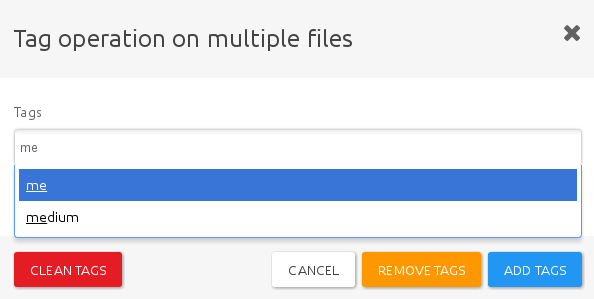 Tag operation on multiple files
Tags
me
me
medium
CLEAN TAGS CANCEL REMOVE TAGS ADD TAGS